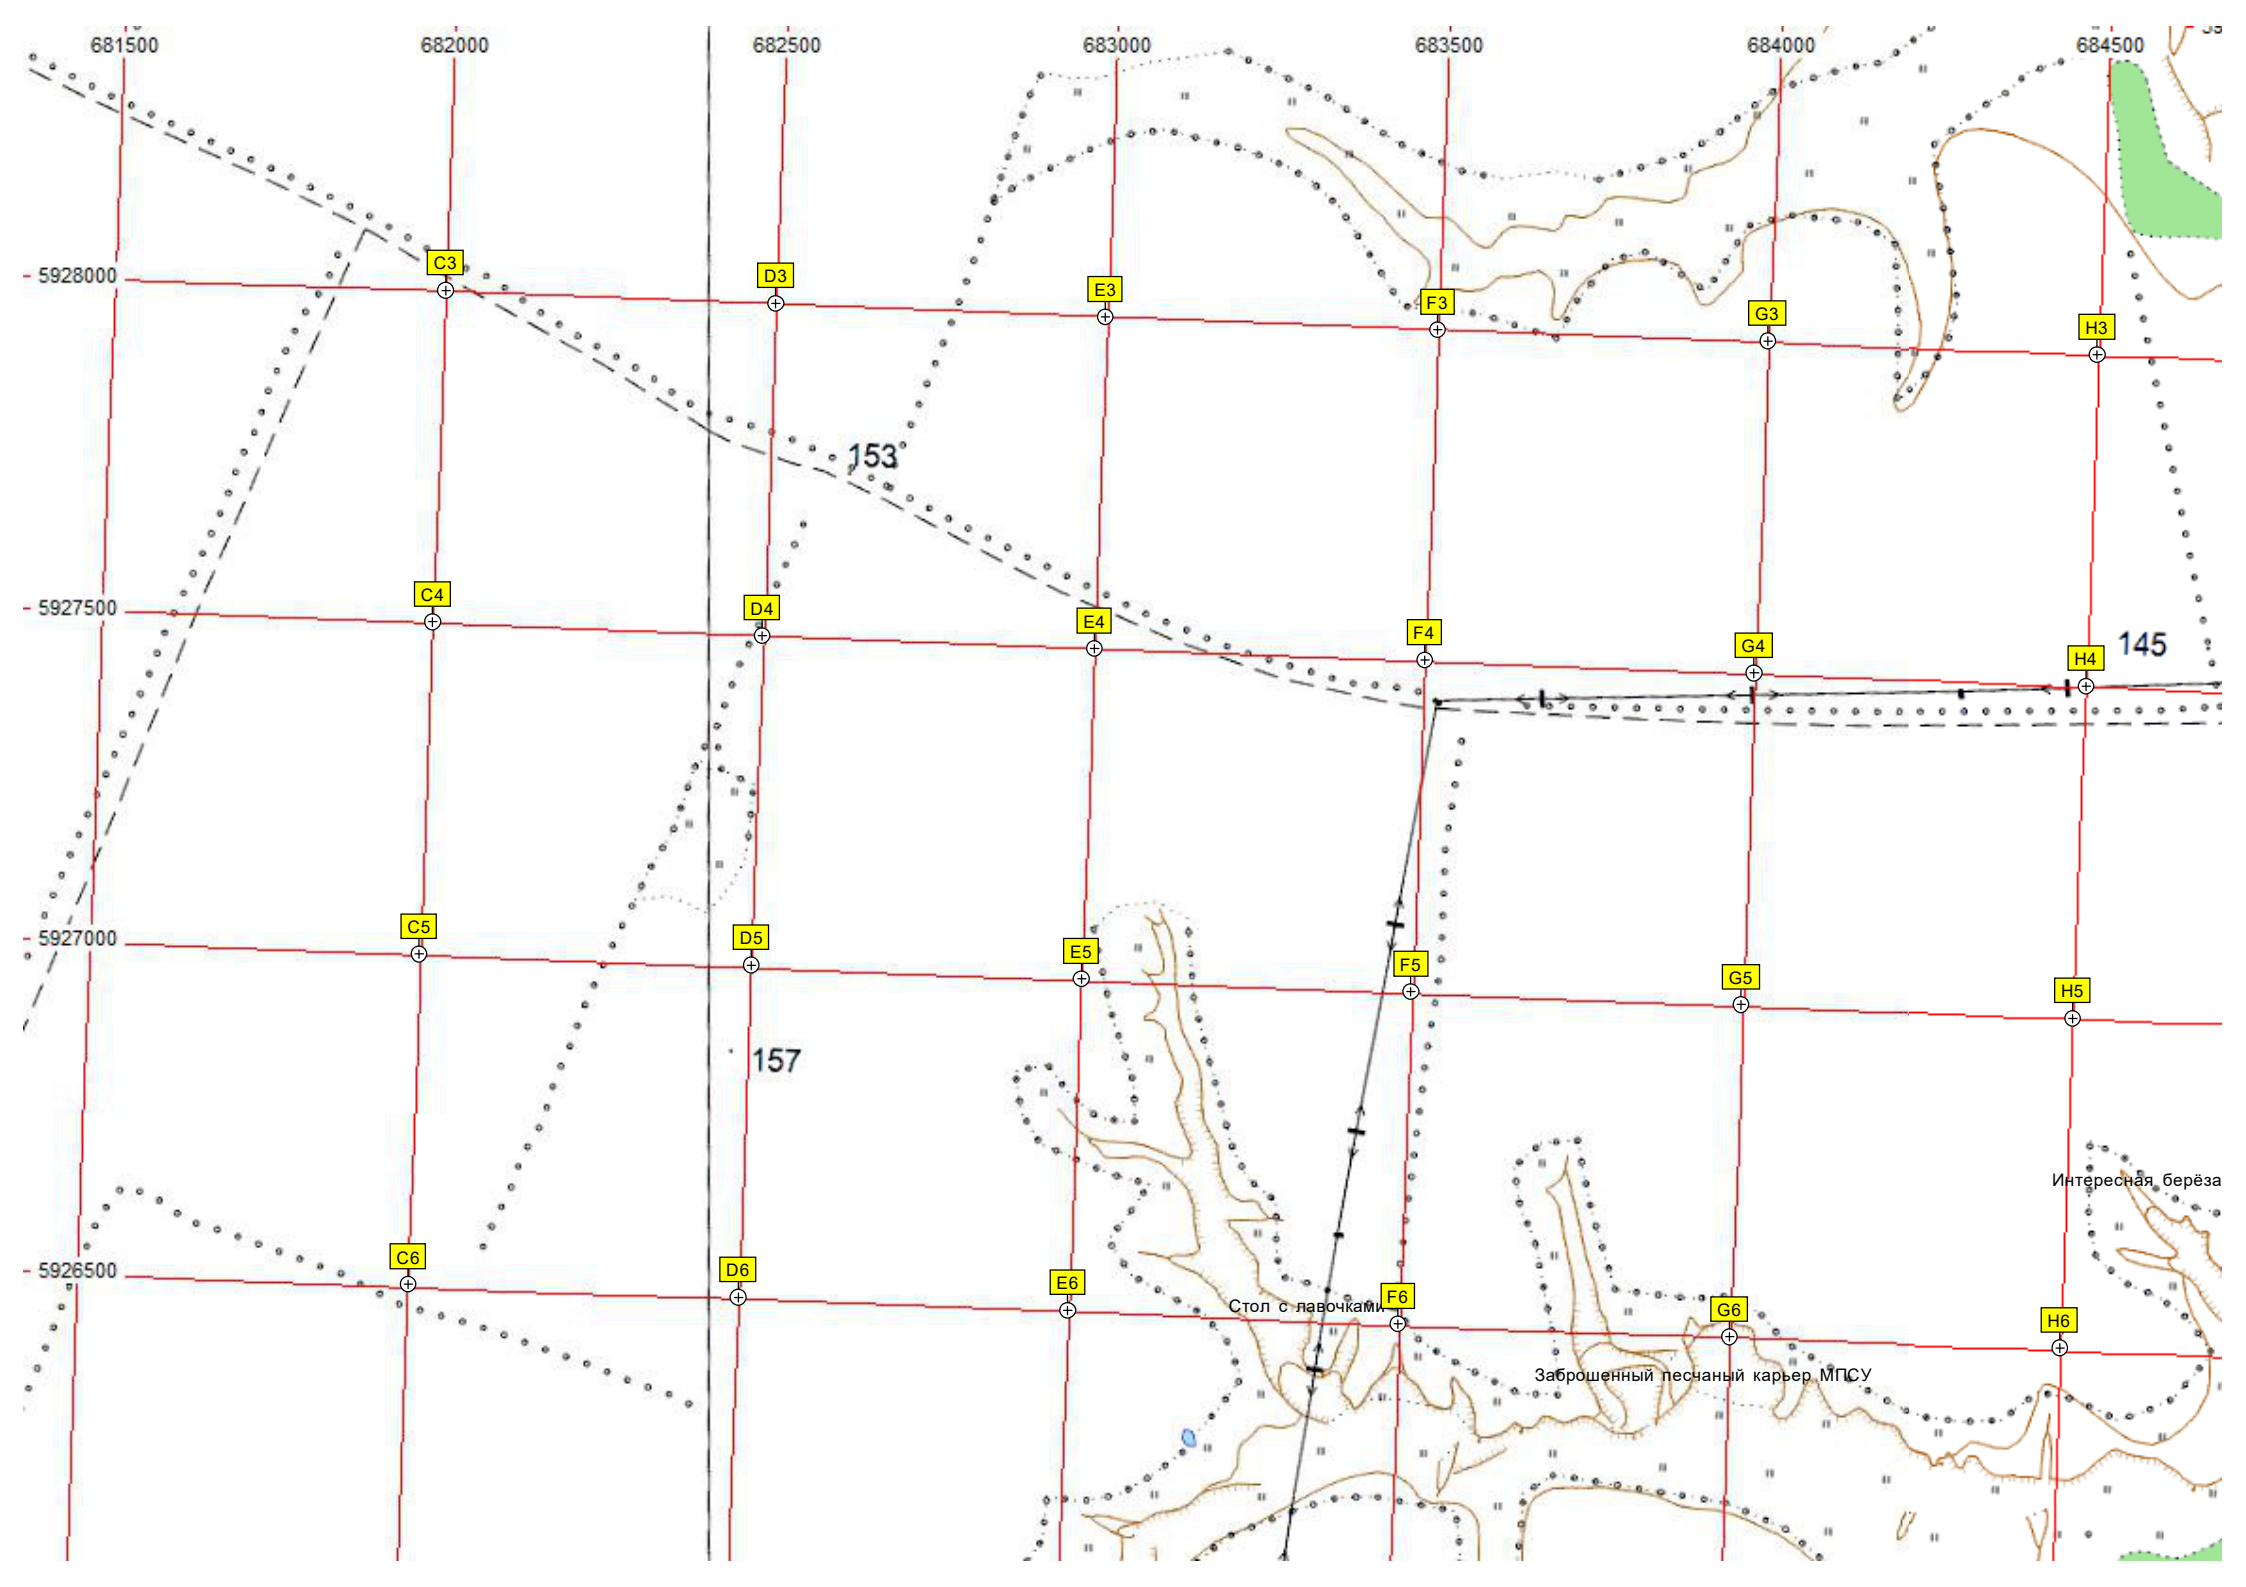 681500 682000 682500 683000 683500 684000 684500
C3 D3 E3 F3 G3 H3
5928000
153
C4 D4 E4 F4 G4 H4
5927500
145
C5 D5 E5 F5 G5 H5
5927000
157
Интересная берёза
C6 D6 E6 F6 G6 H6
5926500
Стол с лавочками
Заброшенный песчаный карьер МПСУ